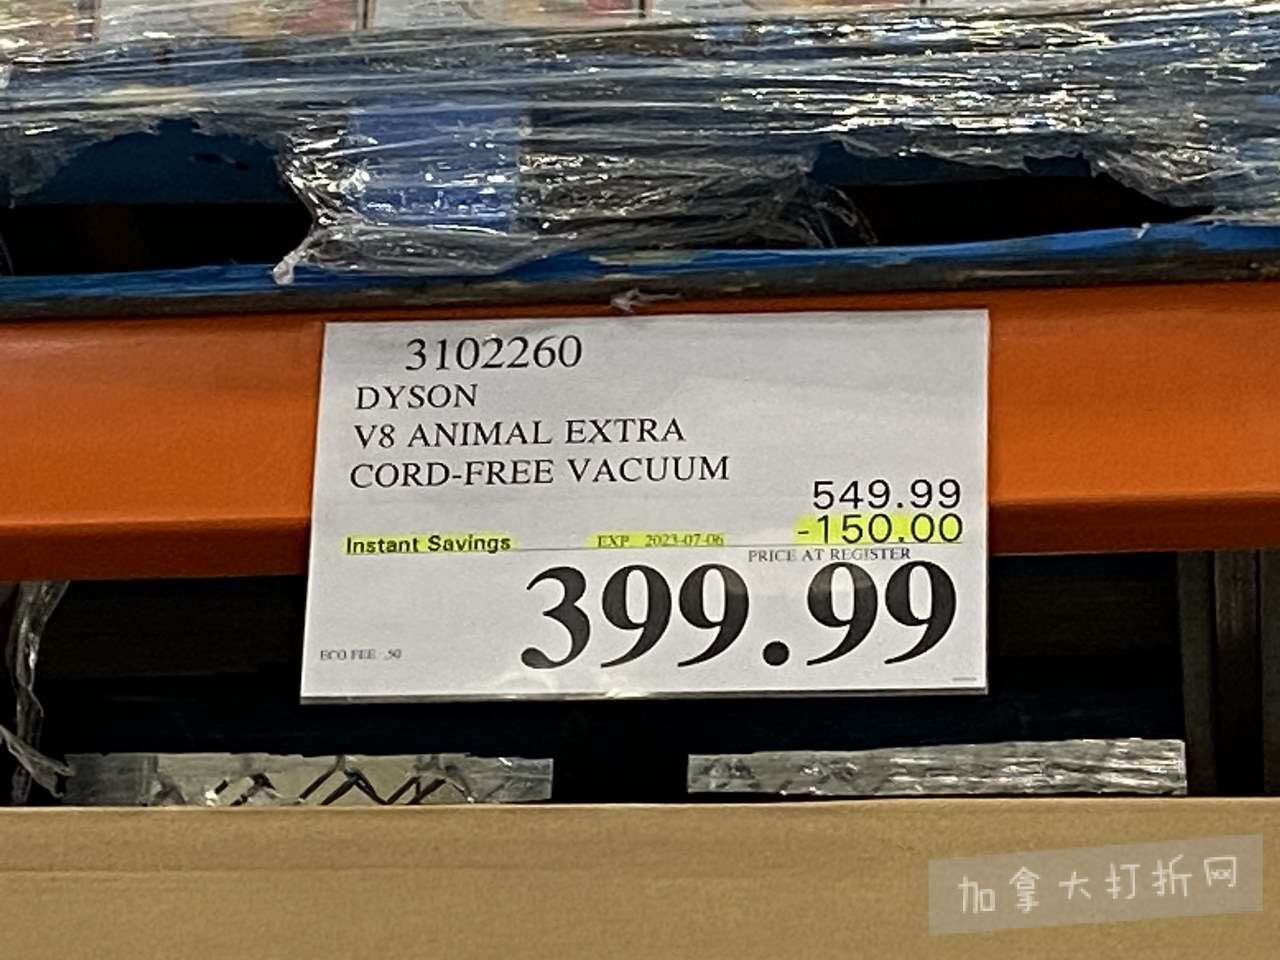 3102260
DYSON
V8 ANIMAL EXTRA
CORD-FREE VACUUM
549.99
Instant Savings EXP 2023-07-06 -150.00
PRICE AT REGISTER
399.99
ECO FEE .50
加拿大打折网